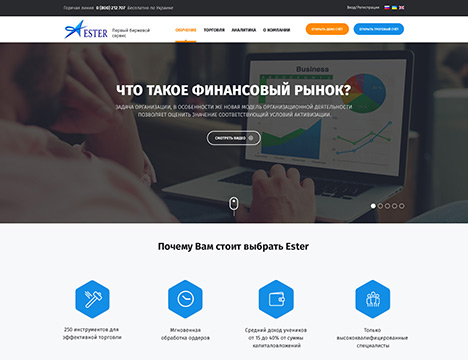 Горячая линия 8 (800) 212 707 Бесплатно по Украине
Вход/Регистрация
ESTER
Первый биржевой
сервис
ОБУЧЕНИЕ ТОРГОВЛЯ АНАЛИТИКА О КОМПАНИИ
ОТКРЫТЬ ДЕМО СЧЁТ
ОТКРЫТЬ ТОРГОВЫЙ СЧЁТ
ЧТО ТАКОЕ ФИНАНСОВЫЙ РЫНОК?
ЗАДАЧА ОРГАНИЗАЦИИ, В ОСОБЕННОСТИ ЖЕ НОВАЯ МОДЕЛЬ ОРГАНИЗАЦИОННОЙ ДЕЯТЕЛЬНОСТИ
ПОЗВОЛЯЕТ ОЦЕНИТЬ ЗНАЧЕНИЕ СООТВЕТСТВУЮЩИЙ УСЛОВИЙ АКТИВИЗАЦИИ.
СМОТРЕТЬ ВИДЕО
Business
Почему Вам стоит выбрать Ester
250 инструментов для
эффективной торговли
Мгновенная
обработка ордеров
Средний доход учеников
от 15 до 40% от суммы
капиталовложений
Только
высококвалифицированные
специалисты